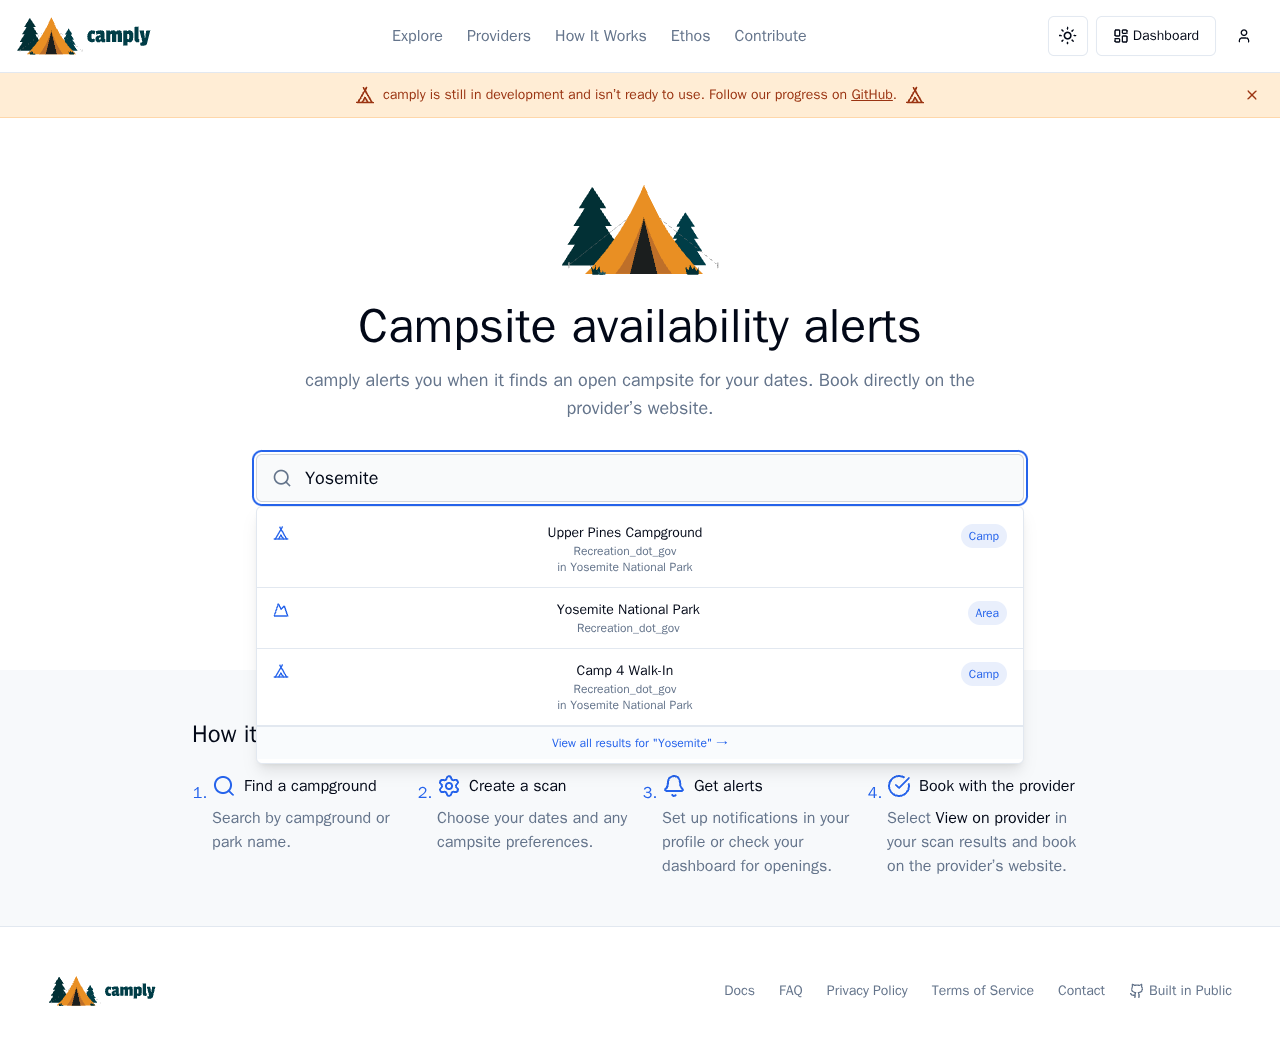 camply
Explore Providers How It Works Ethos Contribute
Dashboard
camply is still in development and isn't ready to use. Follow our progress on GitHub.
Campsite availability alerts
camply alerts you when it finds an open campsite for your dates. Book directly on the
provider's website.
Yosemite
Upper Pines Campground
Camp
Recreation_dot_gov
in Yosemite National Park
Yosemite National Park
Area
Recreation_dot_gov
Camp 4 Walk-In
Camp
Recreation_dot_gov
in Yosemite National Park
View all results for "Yosemite" →
How it
1. Find a campground
Search by campground or
park name.
2. Create a scan
Choose your dates and any
campsite preferences.
3. Get alerts
Set up notifications in your
profile or check your
dashboard for openings.
4. Book with the provider
Select View on provider in
your scan results and book
on the provider's website.
camply
Docs FAQ Privacy Policy Terms of Service Contact Built in Public